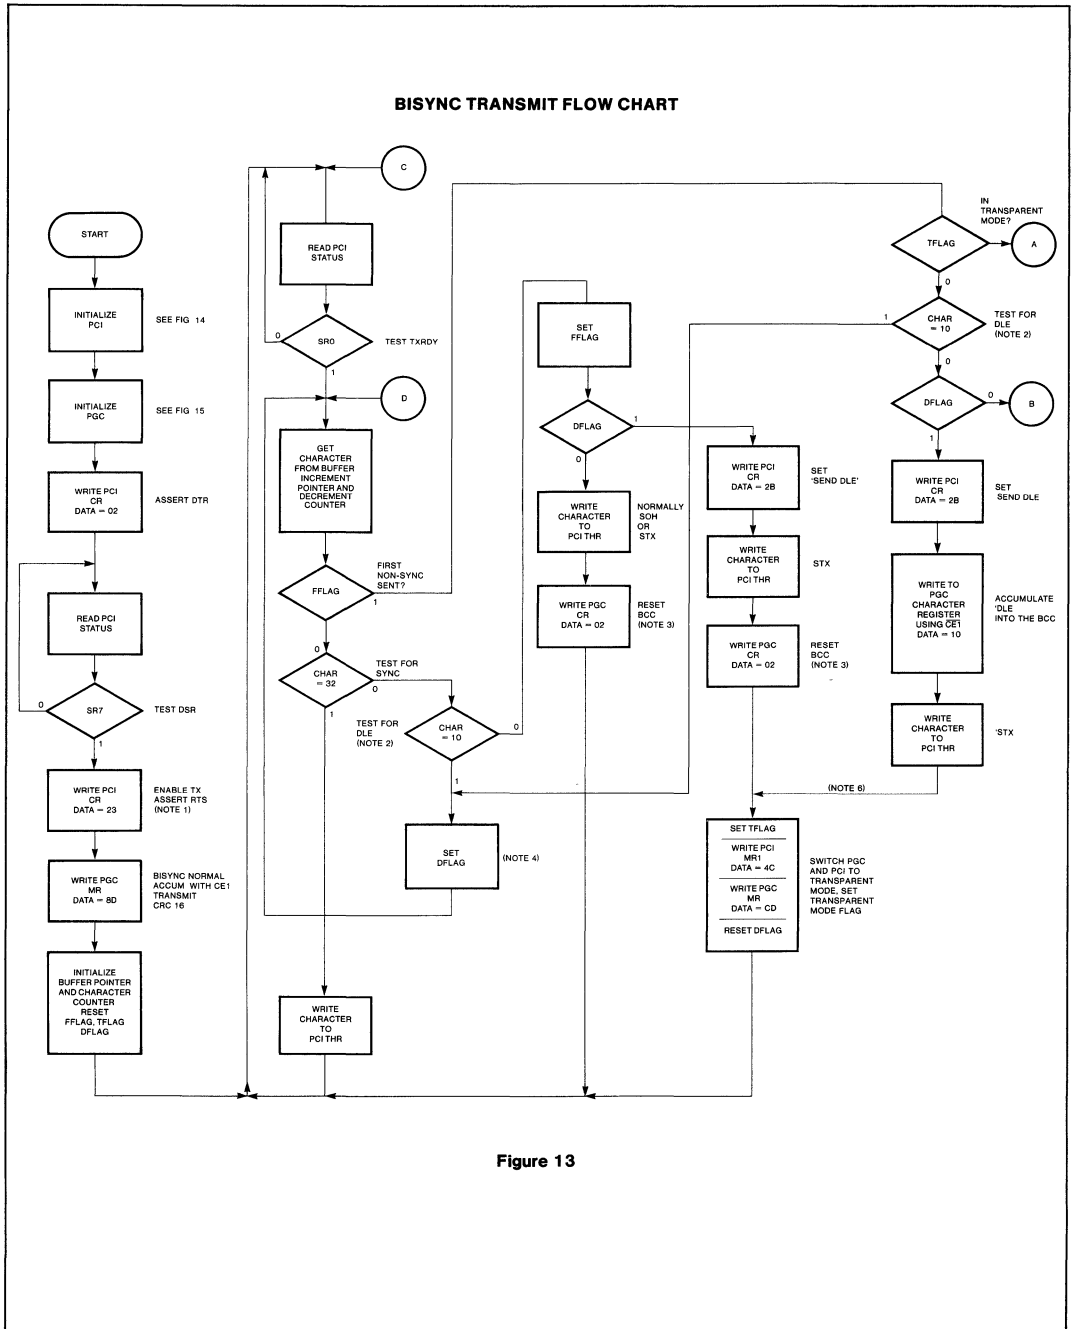 BISYNC TRANSMIT FLOW CHART
START
INITIALIZE
PCI
SEE FIG 14
INITIALIZE
PGC
SEE FIG 15
WRITE PCI
CR
DATA = 02
ASSERT DTR
READ PCI
STATUS
SR7
0
1
TEST DSR
WRITE PCI
CR
DATA = 23
ENABLE TX
ASSERT RTS
(NOTE 1)
WRITE PGC
MR
DATA = 8D
BISYNC NORMAL
ACCUM WITH CE1
TRANSMIT
CRC 16
INITIALIZE
BUFFER POINTER
AND CHARACTER
COUNTER
RESET
FFLAG, TFLAG
DFLAG
C
READ PCI
STATUS
SR0
0
1
TEST TXRDY
D
GET
CHARACTER
FROM BUFFER
INCREMENT
POINTER AND
DECREMENT
COUNTER
FFLAG
FIRST
NON-SYNC
SENT?
1
0
CHAR
= 32
TEST FOR
SYNC
0
1
TEST FOR
DLE
(NOTE 2)
CHAR
= 10
0
1
SET
DFLAG
(NOTE 4)
WRITE
CHARACTER
TO
PCI THR
SET
FFLAG
DFLAG
1
0
WRITE
CHARACTER
TO
PCI THR
NORMALLY
SOH
OR
STX
WRITE PGC
CR
DATA = 02
RESET
BCC
(NOTE 3)
WRITE PCI
CR
DATA = 2B
SET
'SEND DLE'
WRITE
CHARACTER
TO
PCI THR
STX
WRITE PGC
CR
DATA = 02
RESET
BCC
(NOTE 3)
IN
TRANSPARENT
MODE?
TFLAG
A
0
CHAR
= 10
1
TEST FOR
DLE
(NOTE 2)
0
DFLAG
0
B
1
WRITE PCI
CR
DATA = 2B
SET
SEND DLE
WRITE TO
PGC
CHARACTER
REGISTER
USING CE1
DATA = 10
ACCUMULATE
'DLE
INTO THE BCC
WRITE
CHARACTER
TO
PCI THR
'STX
(NOTE 6)
SET TFLAG
WRITE PCI
MR1
DATA = 4C
WRITE PGC
MR
DATA = CD
RESET DFLAG
SWITCH PGC
AND PCI TO
TRANSPARENT
MODE, SET
TRANSPARENT
MODE FLAG
Figure 13